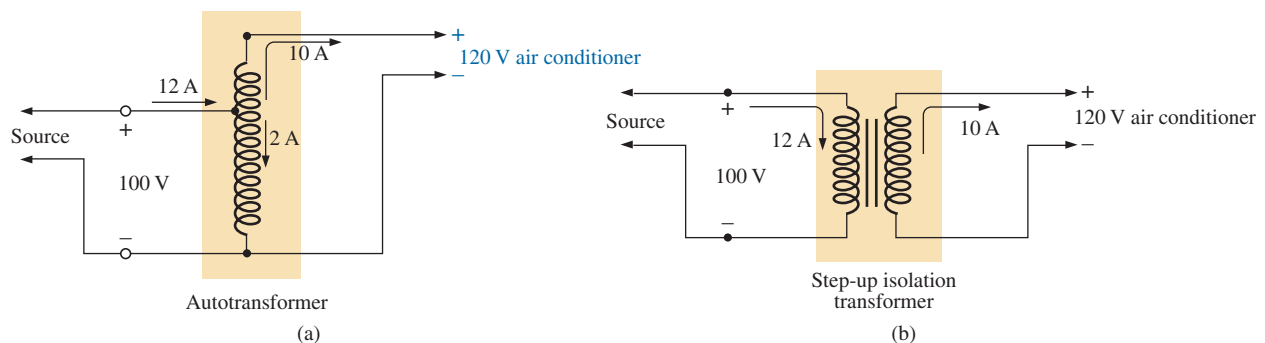 10 A
+
120 V air conditioner
−
12 A
Source
+
2 A
100 V
−
Autotransformer
(a)
+
Source
12 A
10 A
+
120 V air conditioner
−
100 V
−
Step-up isolation
transformer
(b)